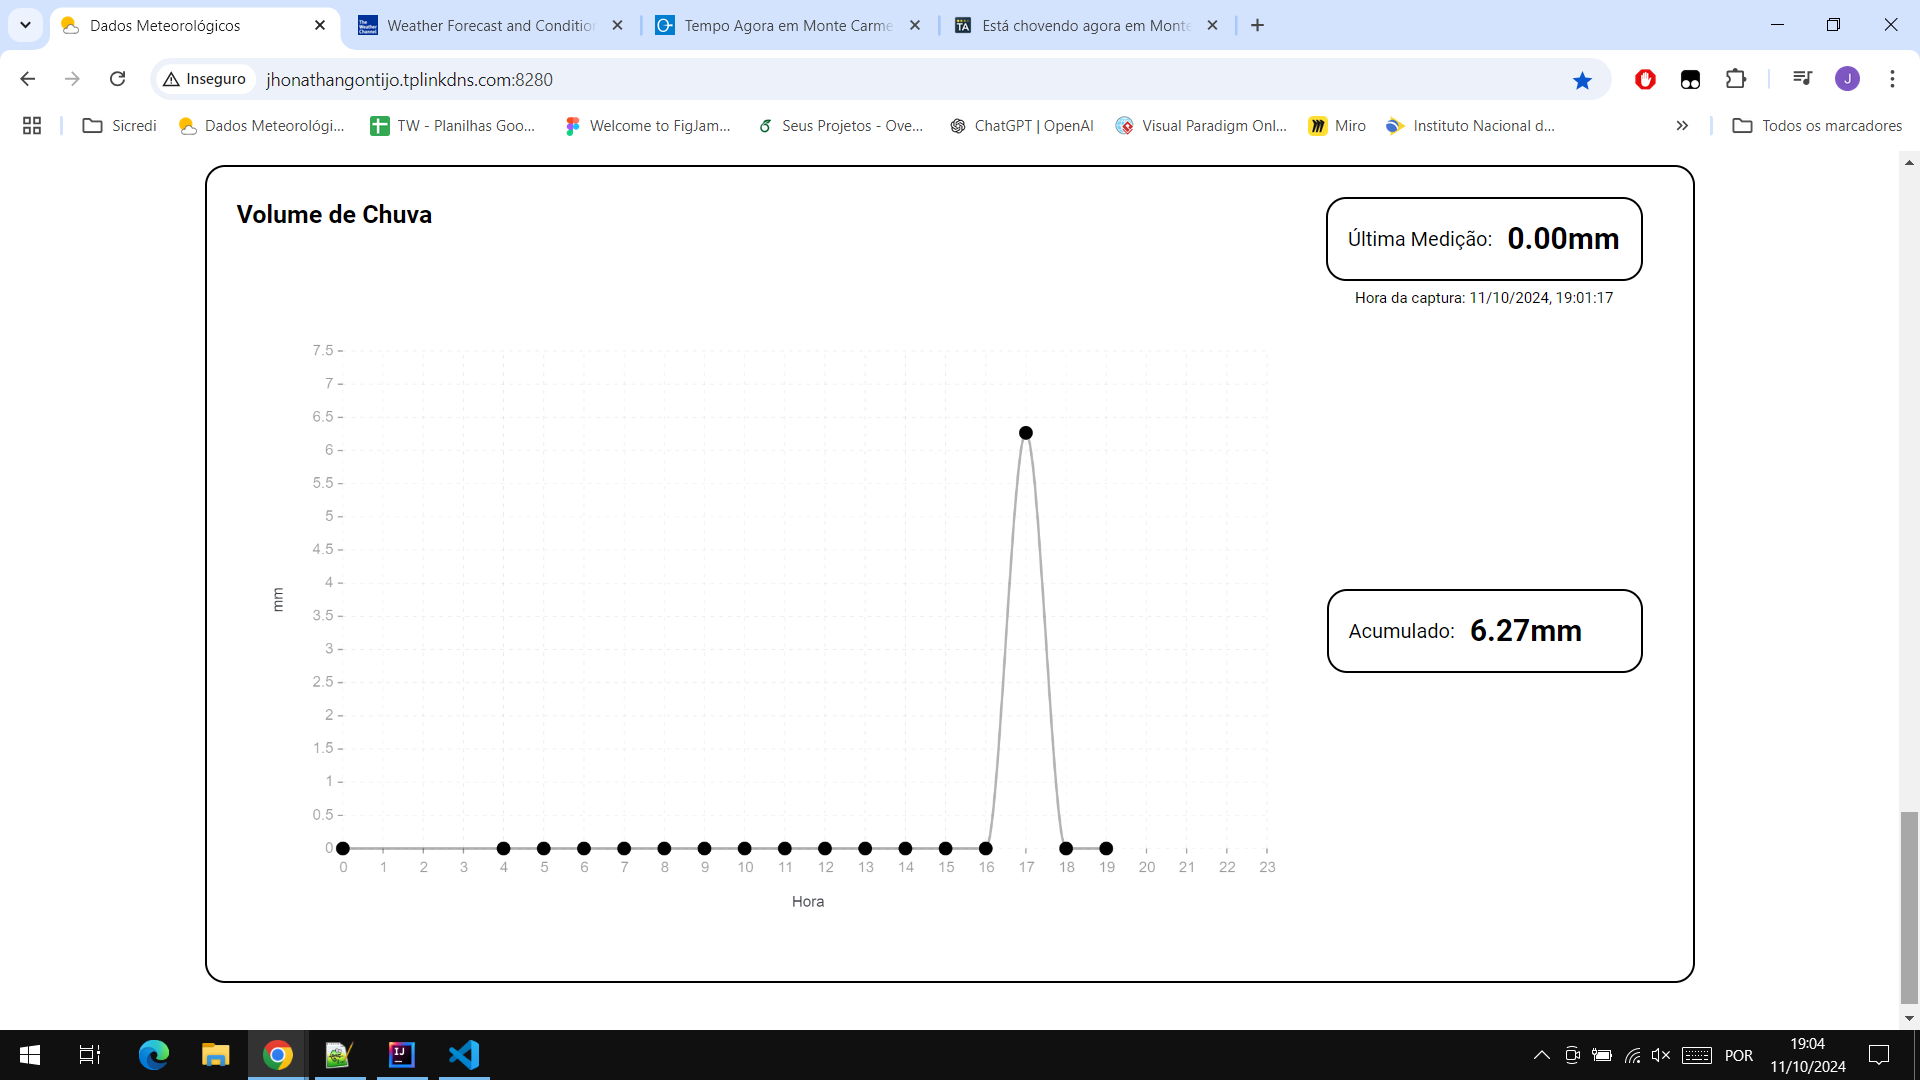 Dados Meteorológicos
Weather Forecast and Condition
Tempo Agora em Monte Carme
Está chovendo agora em Monte
Inseguro
jhonathangontijo.tplinkdns.com:8280
Sicredi
Dados Meteorológi...
TW - Planilhas Goo...
Welcome to FigJam...
Seus Projetos - Ove...
ChatGPT | OpenAI
Visual Paradigm Onl...
Miro
Instituto Nacional d...
Todos os marcadores
Volume de Chuva
Última Medição: 0.00mm
Hora da captura: 11/10/2024, 19:01:17
7.5
7
6.5
6
5.5
5
4.5
4
3.5
3
2.5
2
1.5
1
0.5
0
mm
Acumulado: 6.27mm
0 1 2 3 4 5 6 7 8 9 10 11 12 13 14 15 16 17 18 19 20 21 22 23
Hora
POR
19:04
11/10/2024